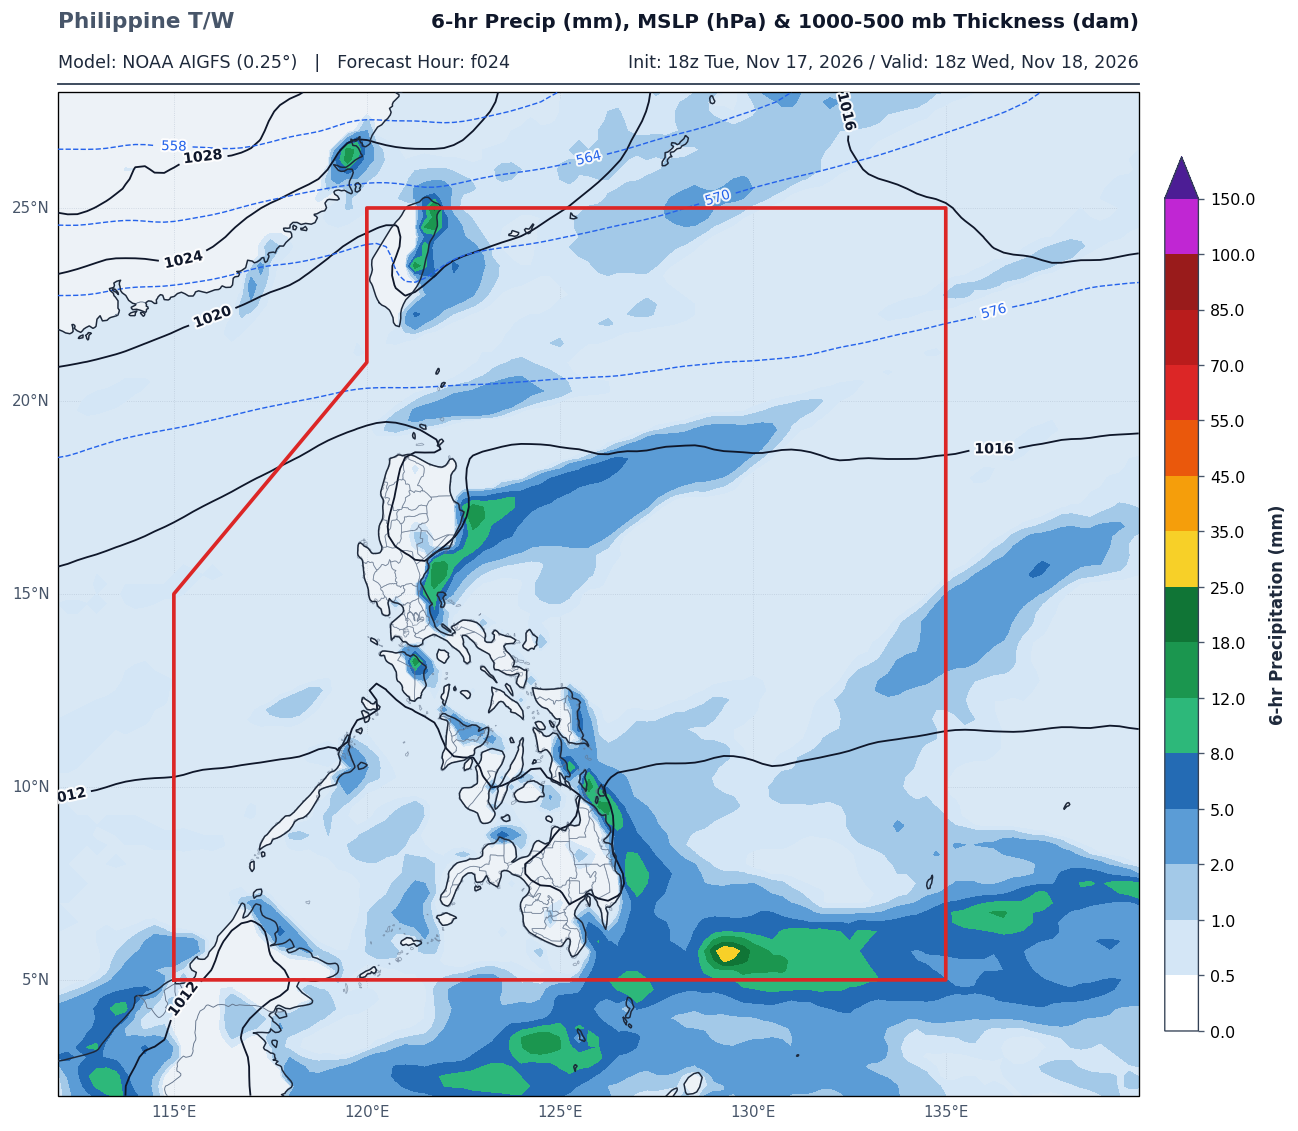 Philippine T/W
6-hr Precip (mm), MSLP (hPa) & 1000-500 mb Thickness (dam)
Model: NOAA AIGFS (0.25°) | Forecast Hour: f024
Init: 18z Tue, Nov 17, 2026 / Valid: 18z Wed, Nov 18, 2026
1016
558
1028
564
570
25°N
1024
1020
576
20°N
1016
15°N
10°N
012
5°N
1012
115°E
120°E
125°E
130°E
135°E
150.0
100.0
85.0
70.0
55.0
45.0
35.0
25.0
18.0
12.0
8.0
5.0
2.0
1.0
0.5
0.0
6-hr Precipitation (mm)